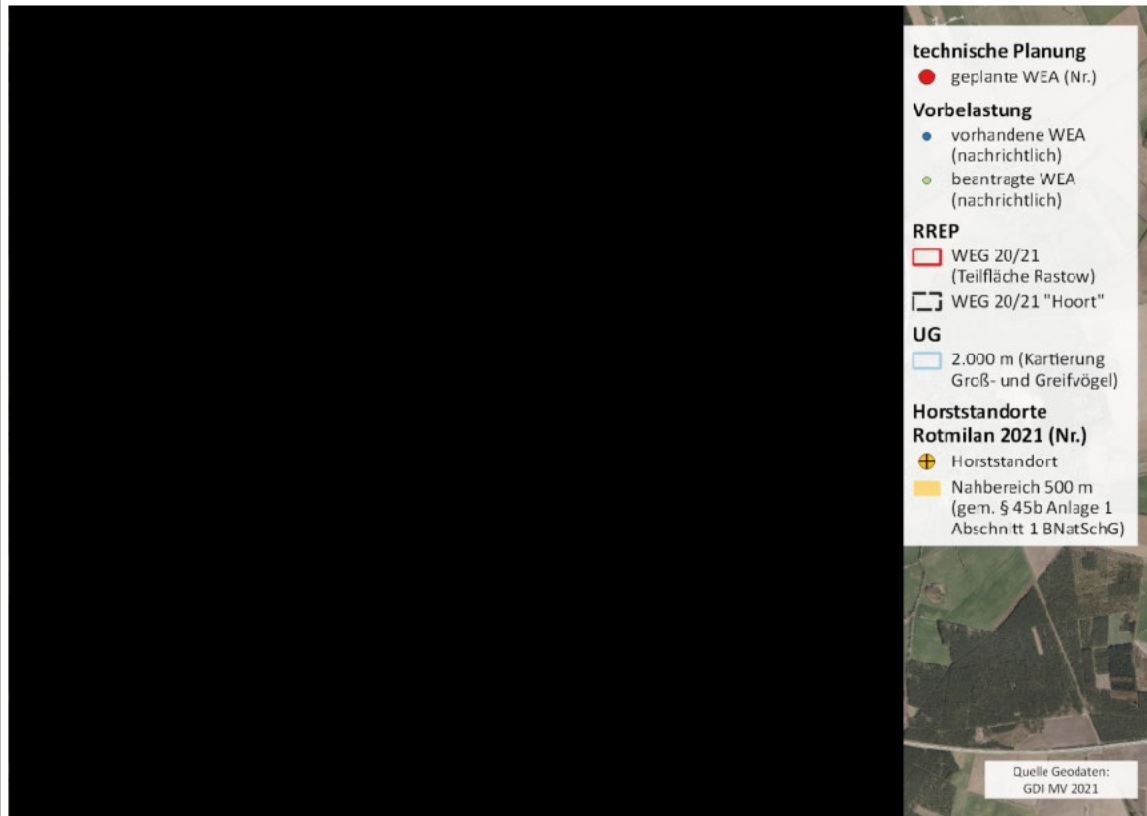 technische Planung
geplante WEA (Nr.)
Vorbelastung
vorhandene WEA
(nachrichtlich)
beantragte WEA
(nachrichtlich)
RREP
WEG 20/21
(Teilfläche Rastow)
WEG 20/21 "Hoort"
UG
2.000 m (Kartierung
Groß- und Greifvögel)
Horststandorte
Rotmilan 2021 (Nr.)
Horststandort
Nahbereich 500 m
(gem. § 45b Anlage 1
Abschnitt 1 BNatSchG)
Quelle Geodaten:
GDI MV 2021